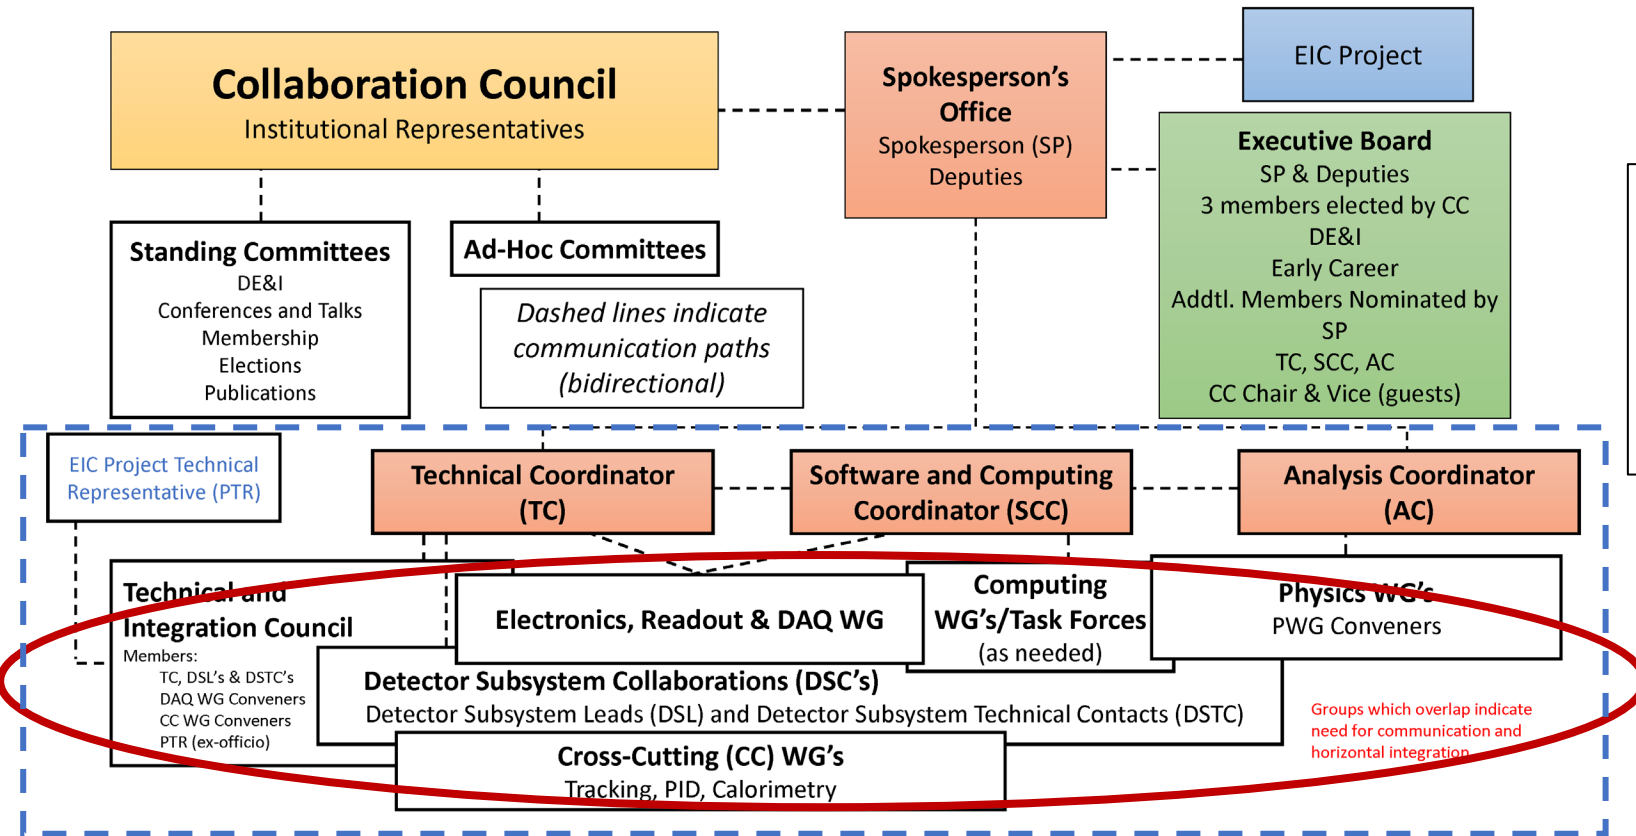 Collaboration Council
Institutional Representatives
Spokesperson's
Office
Spokesperson (SP)
Deputies
EIC Project
Executive Board
SP & Deputies
3 members elected by CC
DE&I
Early Career
Addtl. Members Nominated by
SP
TC, SCC, AC
CC Chair & Vice (guests)
Standing Committees
DE&I
Conferences and Talks
Membership
Elections
Publications
Ad-Hoc Committees
Dashed lines indicate
communication paths
(bidirectional)
EIC Project Technical
Representative (PTR)
Technical Coordinator
(TC)
Software and Computing
Coordinator (SCC)
Analysis Coordinator
(AC)
Technical and
Integration Council
Members:
TC, DSL's & DSTC's
DAQ WG Conveners
CC WG Conveners
PTR (ex-officio)
Electronics, Readout & DAQ WG
Computing
WG's/Task Forces
(as needed)
Physics WG's
PWG Conveners
Detector Subsystem Collaborations (DSC's)
Detector Subsystem Leads (DSL) and Detector Subsystem Technical Contacts (DSTC)
Cross-Cutting (CC) WG's
Tracking, PID, Calorimetry
Groups which overlap indicate
need for communication and
horizontal integration